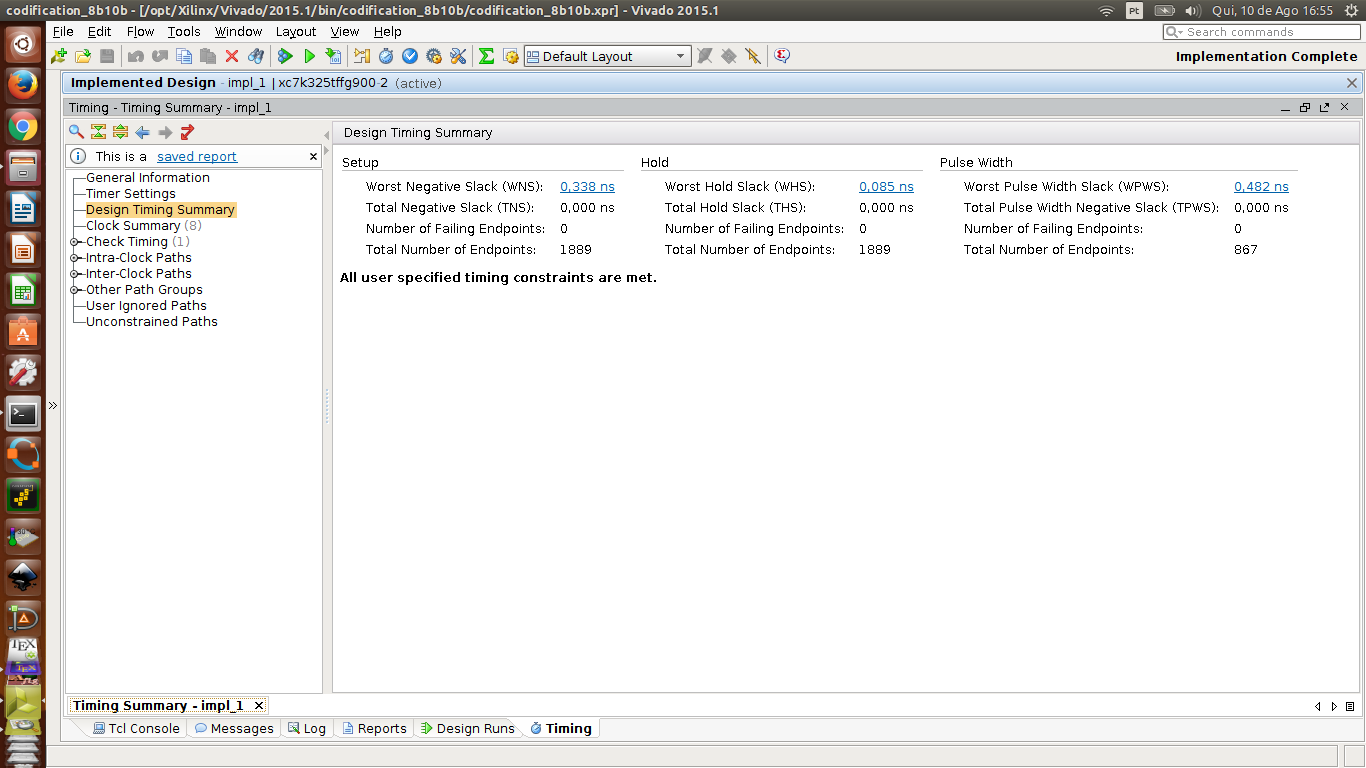 codification_8b10b - [/opt/Xilinx/Vivado/2015.1/bin/codification_8b10b/codification_8b10b.xpr] - Vivado 2015.1
Pt
Qui, 10 de Ago 16:55
File Edit Flow Tools Window Layout View Help
Search commands
Default Layout
Implementation Complete
Implemented Design - impl_1 | xc7k325tffg900-2 (active)
Timing - Timing Summary - impl_1
This is a saved report
General Information
Timer Settings
Design Timing Summary
Clock Summary (8)
Check Timing (1)
Intra-Clock Paths
Inter-Clock Paths
Other Path Groups
User Ignored Paths
Unconstrained Paths
Design Timing Summary
Setup
Worst Negative Slack (WNS): 0,338 ns
Total Negative Slack (TNS): 0,000 ns
Number of Failing Endpoints: 0
Total Number of Endpoints: 1889
Hold
Worst Hold Slack (WHS): 0,085 ns
Total Hold Slack (THS): 0,000 ns
Number of Failing Endpoints: 0
Total Number of Endpoints: 1889
Pulse Width
Worst Pulse Width Slack (WPWS): 0,482 ns
Total Pulse Width Negative Slack (TPWS): 0,000 ns
Number of Failing Endpoints: 0
Total Number of Endpoints: 867
All user specified timing constraints are met.
Timing Summary - impl_1
Tcl Console Messages Log Reports Design Runs Timing
TEX
TEX